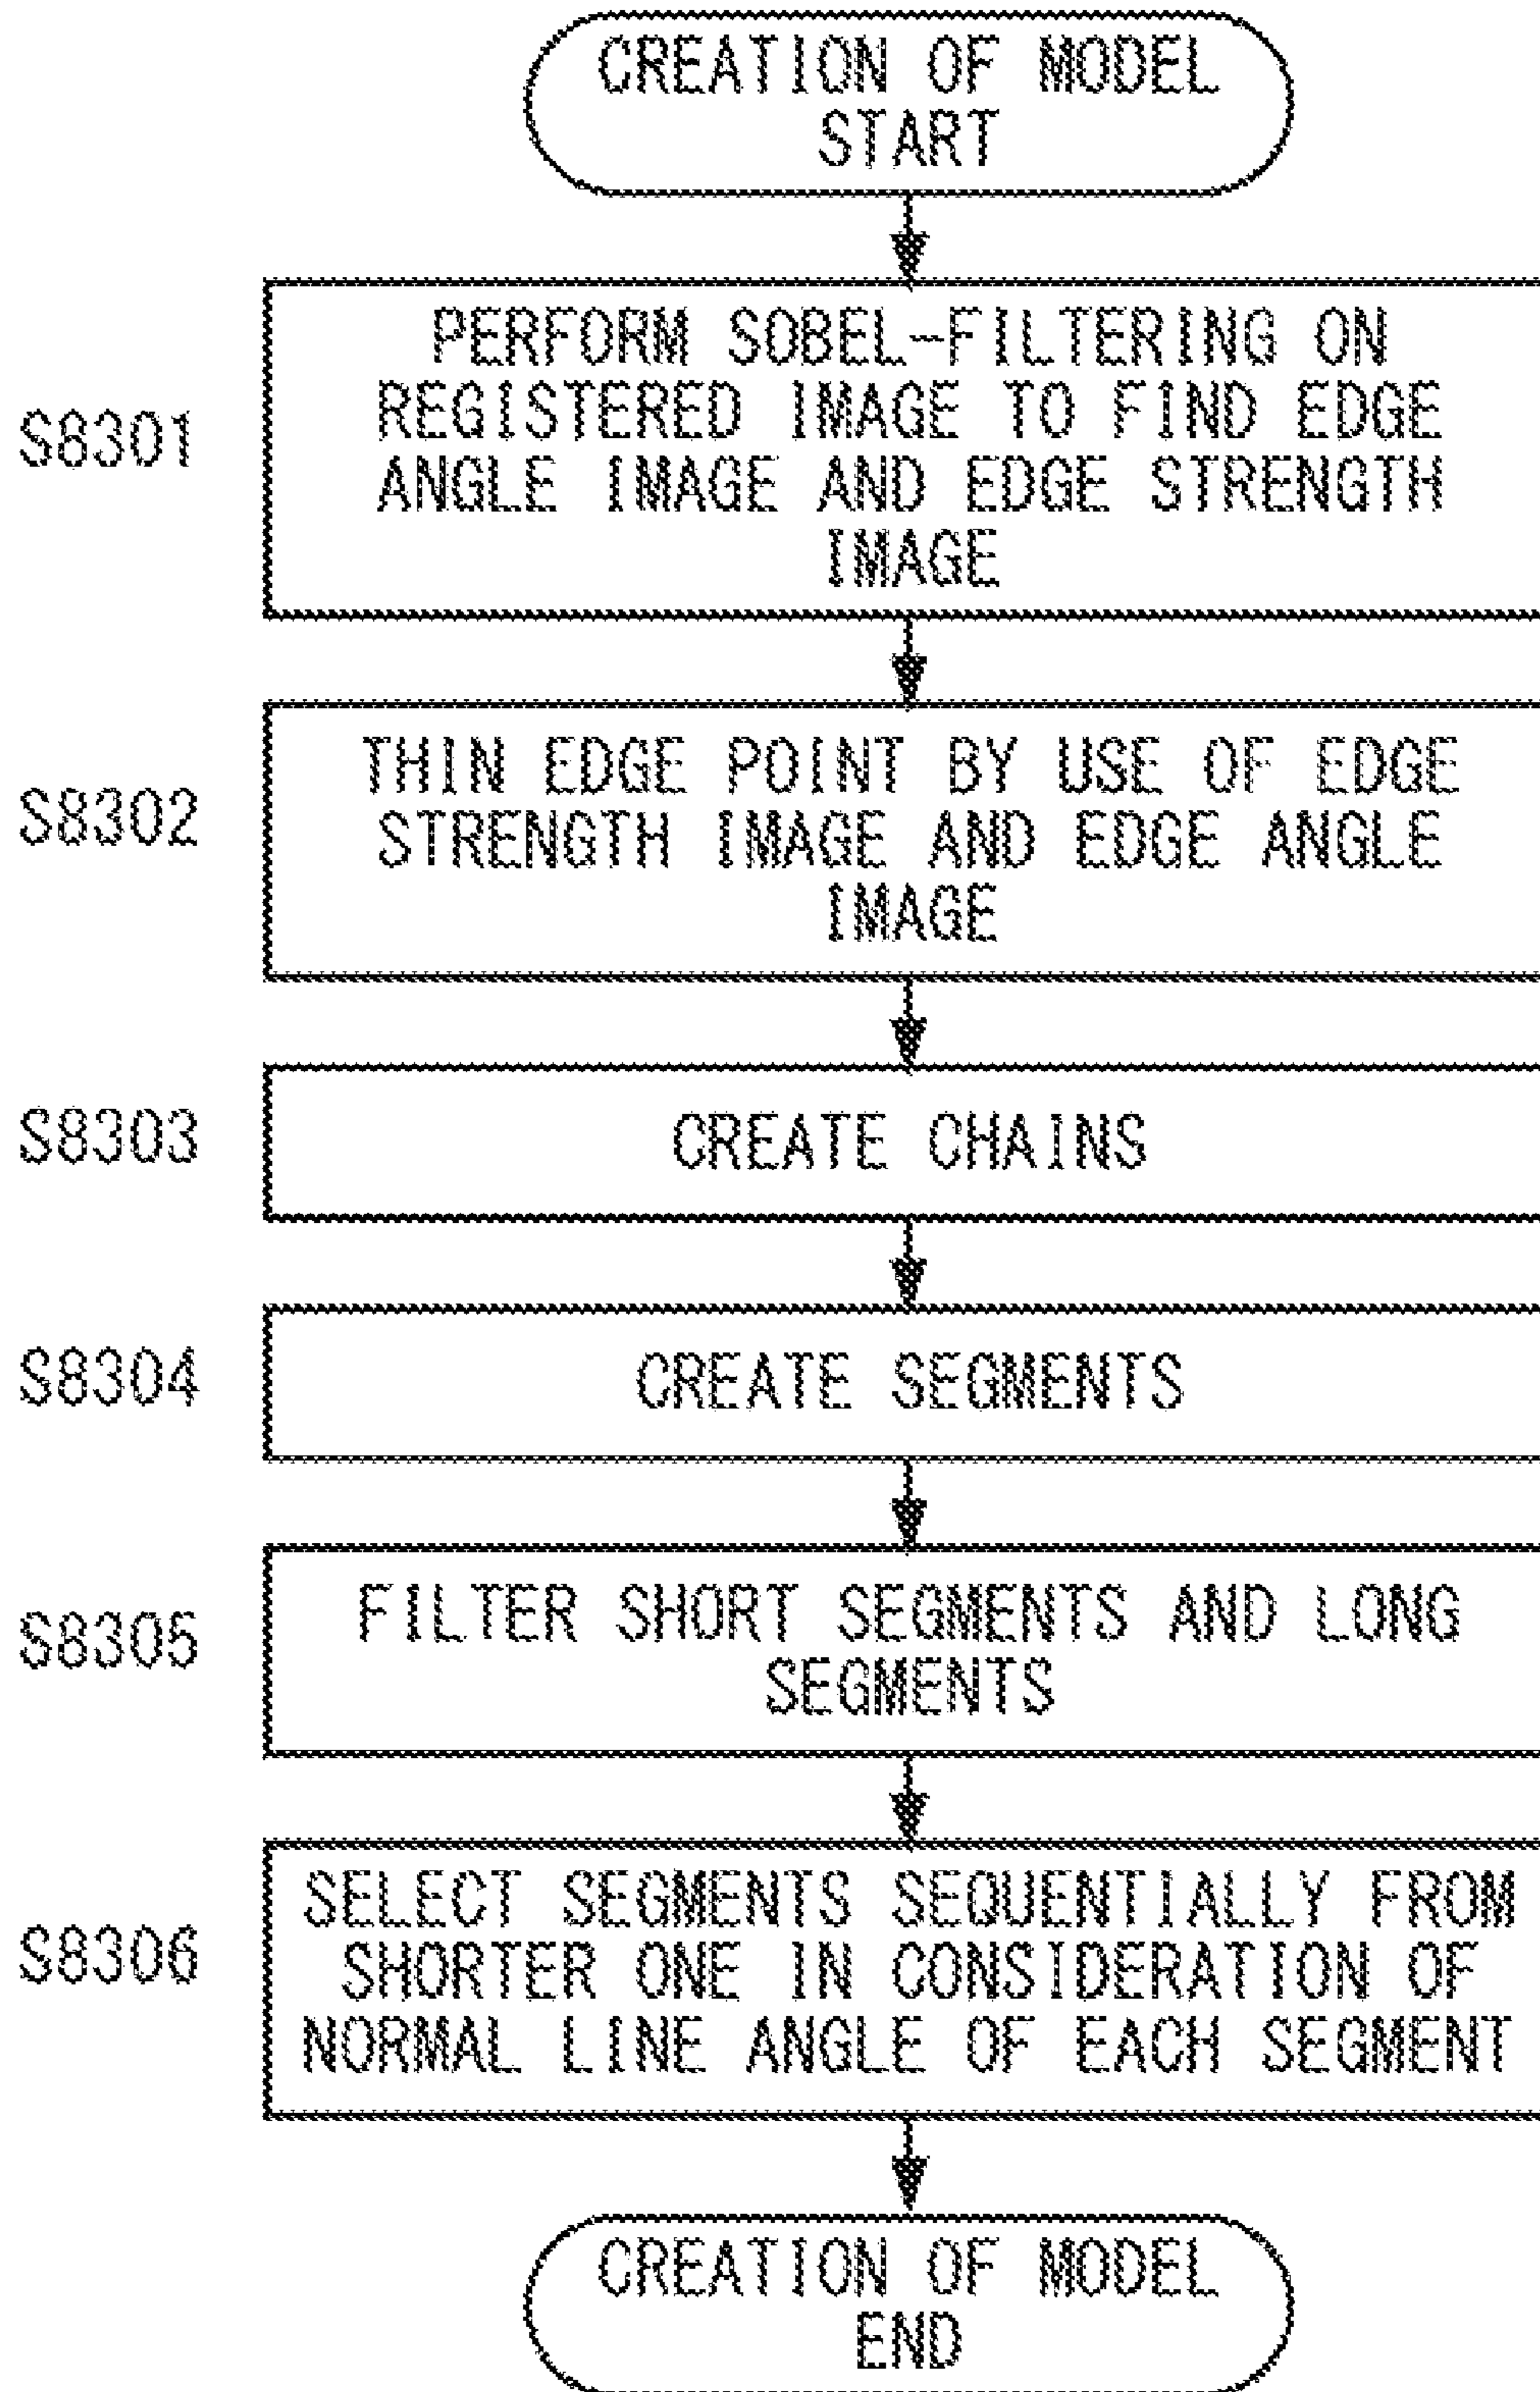 CREATION OF MODEL
START
S8301
PERFORM SOBEL-FILTERING ON
REGISTERED IMAGE TO FIND EDGE
ANGLE IMAGE AND EDGE STRENGTH
IMAGE
S8302
THIN EDGE POINT BY USE OF EDGE
STRENGTH IMAGE AND EDGE ANGLE
IMAGE
S8303
CREATE CHAINS
S8304
CREATE SEGMENTS
S8305
FILTER SHORT SEGMENTS AND LONG
SEGMENTS
S8306
SELECT SEGMENTS SEQUENTIALLY FROM
SHORTER ONE IN CONSIDERATION OF
NORMAL LINE ANGLE OF EACH SEGMENT
CREATION OF MODEL
END